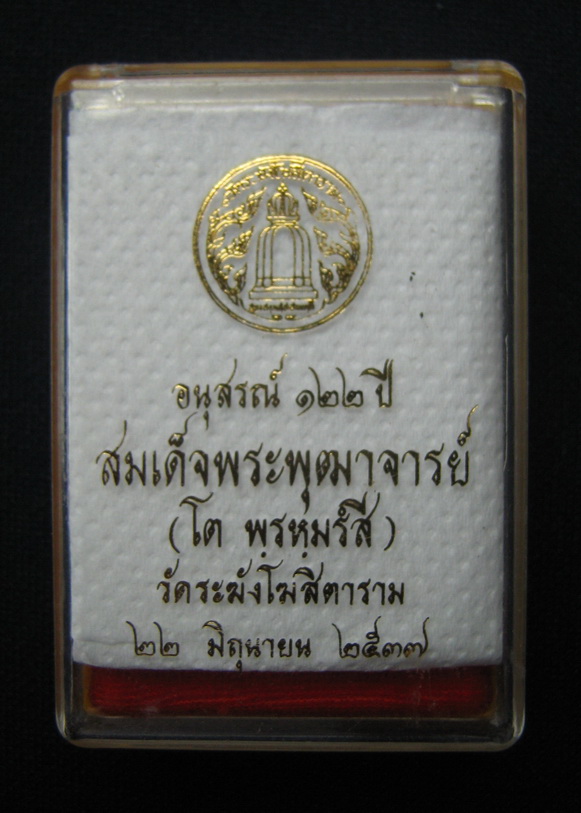 อนุสรณ์ ๑๒๒ ปี
สมเด็จพระพุฒาจารย์
(โต พฺรหฺมรํสี)
วัดระฆังโฆสิตาราม
๒๒ มิถุนายน ๒๕๓๗